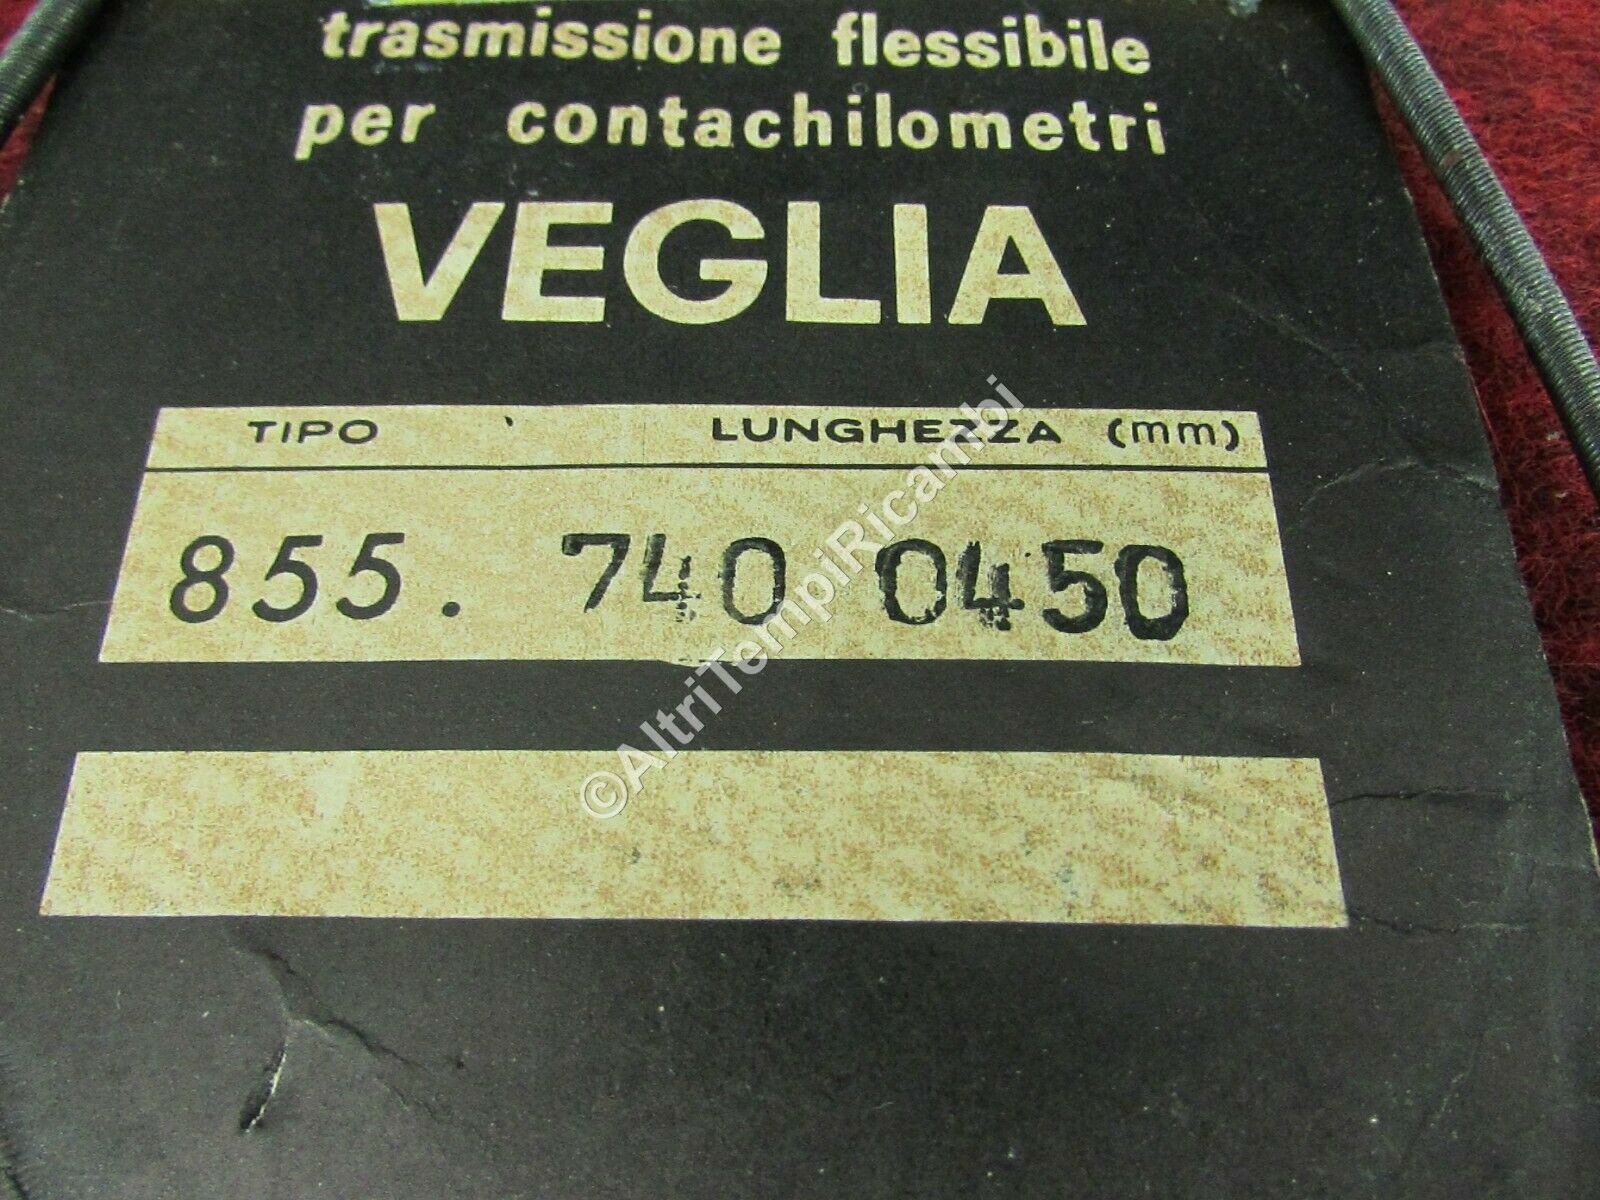 trasmissione flessibile
per contachilometri
VEGLIA
TIPO LUNGHEZZA (mm)
855. 740 0450
©AltriTempiRicambi